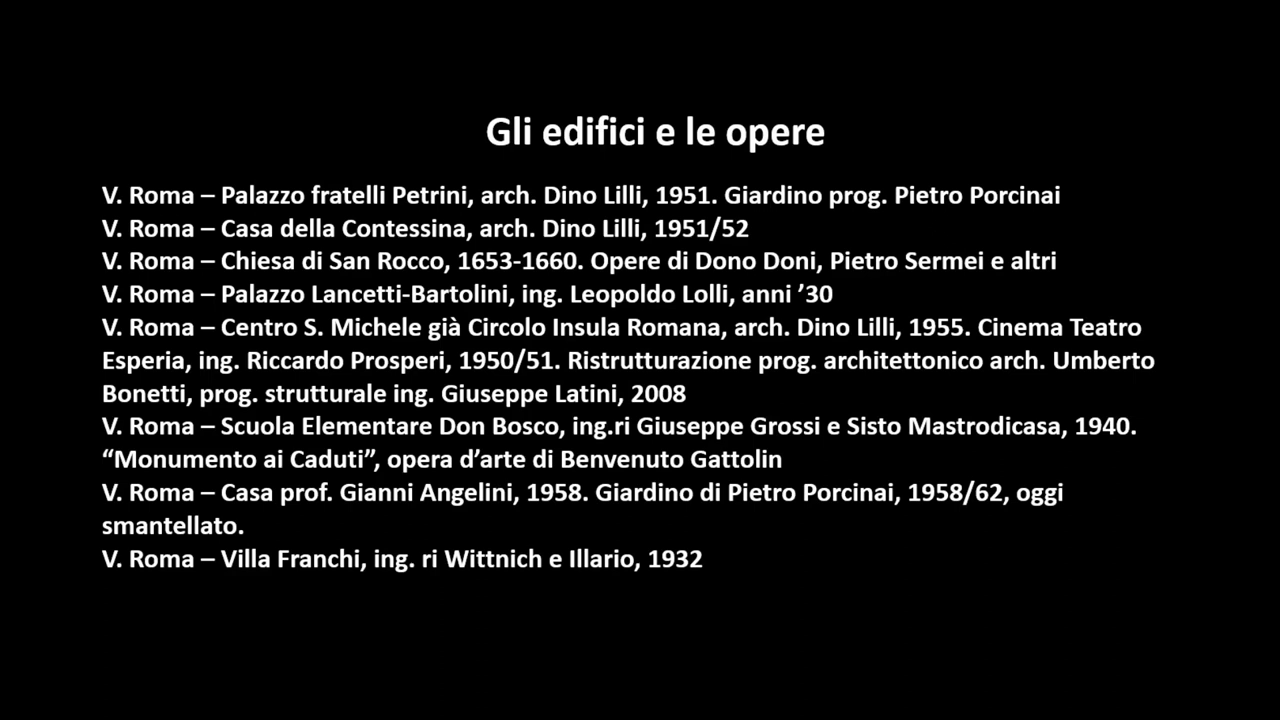 Gli edifici e le opere
V. Roma – Palazzo fratelli Petrini, arch. Dino Lilli, 1951. Giardino prog. Pietro Porcinai
V. Roma – Casa della Contessina, arch. Dino Lilli, 1951/52
V. Roma – Chiesa di San Rocco, 1653-1660. Opere di Dono Doni, Pietro Sermei e altri
V. Roma – Palazzo Lancetti-Bartolini, ing. Leopoldo Lolli, anni ’30
V. Roma – Centro S. Michele già Circolo Insula Romana, arch. Dino Lilli, 1955. Cinema Teatro
Esperia, ing. Riccardo Prosperi, 1950/51. Ristrutturazione prog. architettonico arch. Umberto
Bonetti, prog. strutturale ing. Giuseppe Latini, 2008
V. Roma – Scuola Elementare Don Bosco, ing.ri Giuseppe Grossi e Sisto Mastrodicasa, 1940.
“Monumento ai Caduti”, opera d’arte di Benvenuto Gattolin
V. Roma – Casa prof. Gianni Angelini, 1958. Giardino di Pietro Porcinai, 1958/62, oggi
smantellato.
V. Roma – Villa Franchi, ing. ri Wittnich e Illario, 1932